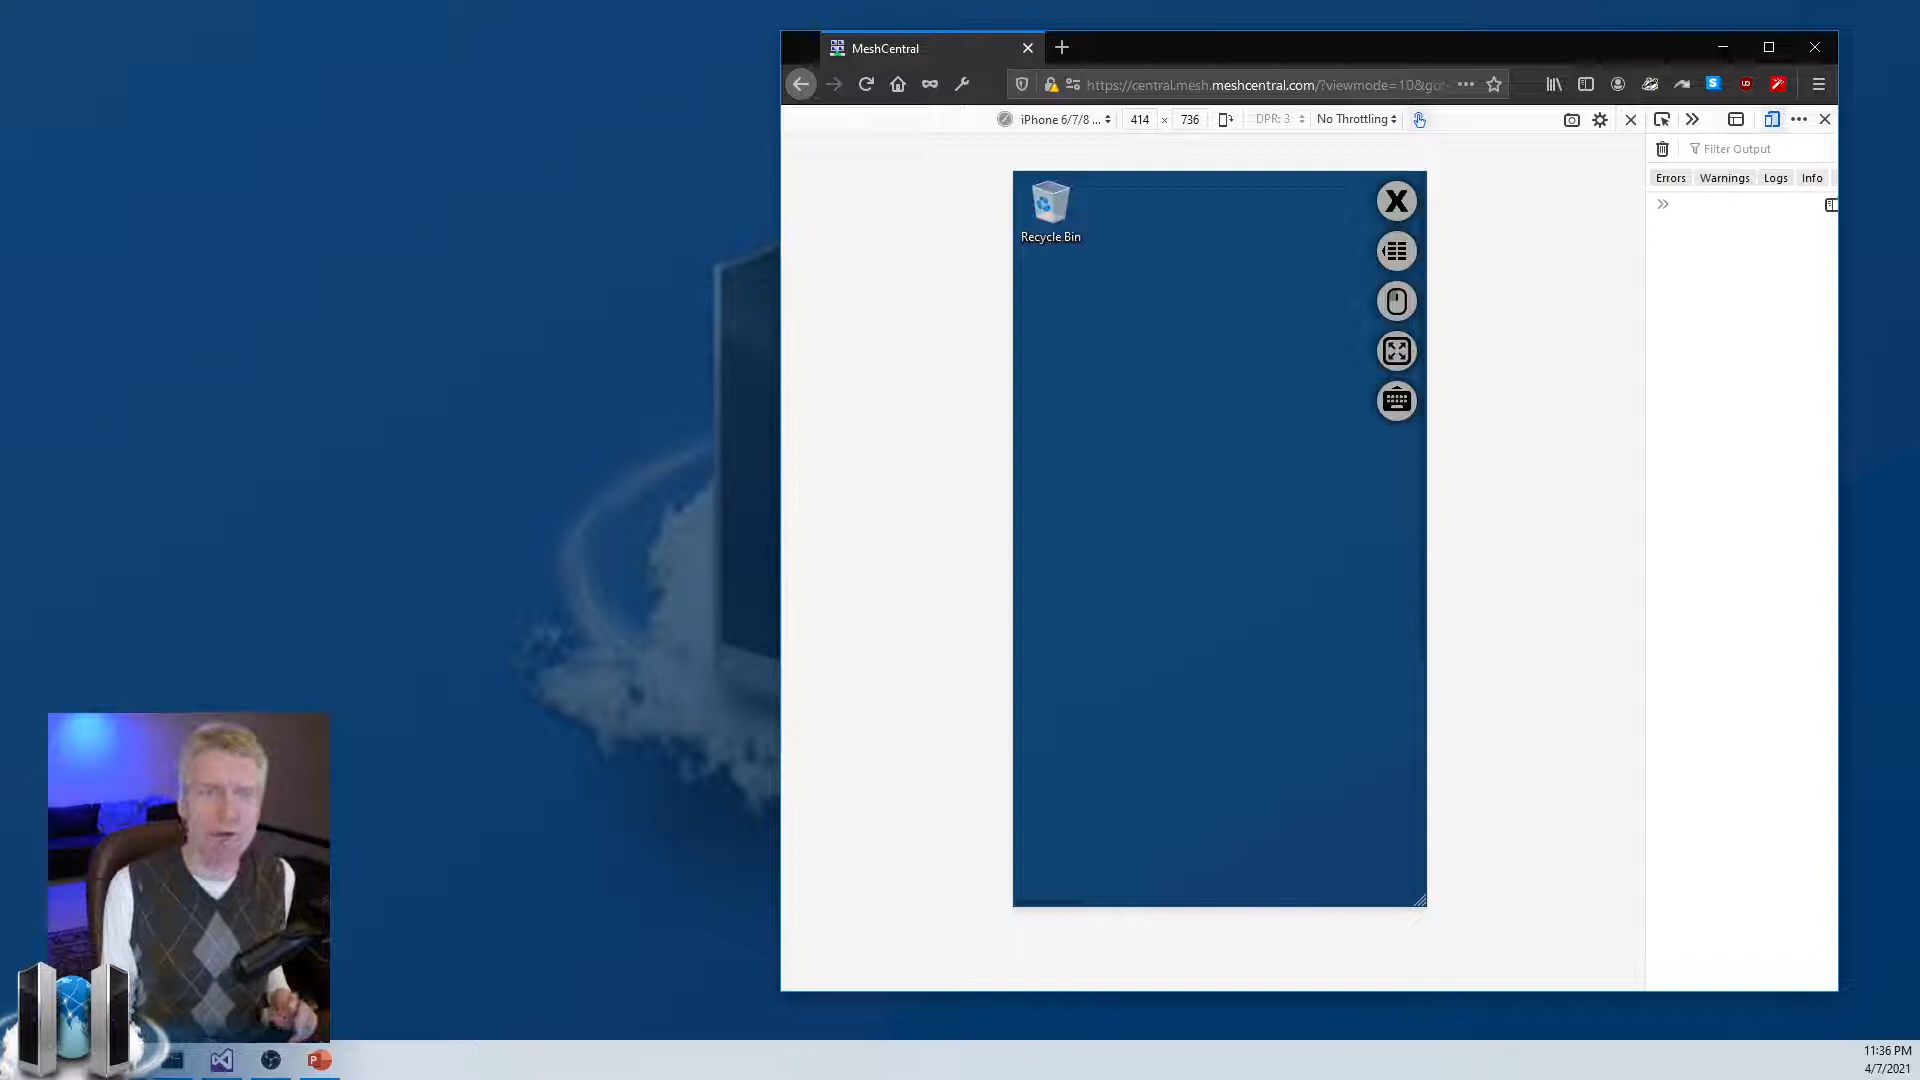 MeshCentral
https://central.mesh.meshcentral.com/?viewmode=10&go
iPhone 6/7/8 ... 414 × 736 DPR: 3 No Throttling
Filter Output
Errors Warnings Logs Info
Recycle Bin
11:36 PM
4/7/2021